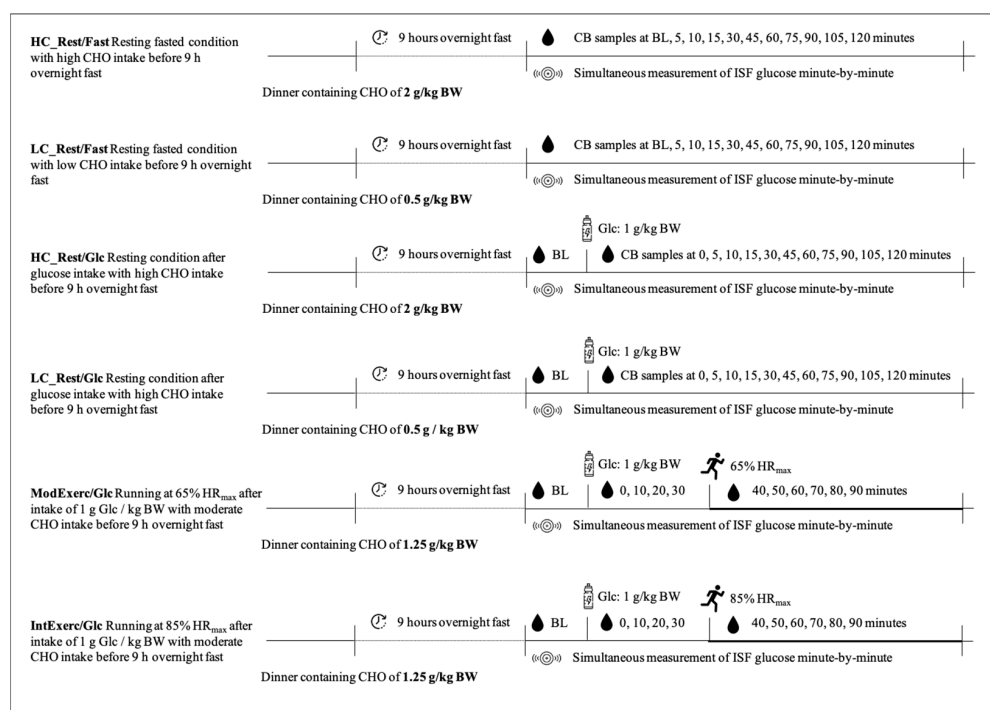 HC_Rest/Fast Resting fasted condition
with high CHO intake before 9 h
overnight fast
9 hours overnight fast
CB samples at BL, 5, 10, 15, 30, 45, 60, 75, 90, 105, 120 minutes
Simultaneous measurement of ISF glucose minute-by-minute
Dinner containing CHO of 2 g/kg BW
LC_Rest/Fast Resting fasted condition
with low CHO intake before 9 h overnight
fast
9 hours overnight fast
CB samples at BL, 5, 10, 15, 30, 45, 60, 75, 90, 105, 120 minutes
Simultaneous measurement of ISF glucose minute-by-minute
Dinner containing CHO of 0.5 g/kg BW
HC_Rest/Glc Resting condition after
glucose intake with high CHO intake
before 9 h overnight fast
9 hours overnight fast
BL
Glc: 1 g/kg BW
CB samples at 0, 5, 10, 15, 30, 45, 60, 75, 90, 105, 120 minutes
Simultaneous measurement of ISF glucose minute-by-minute
Dinner containing CHO of 2 g/kg BW
LC_Rest/Glc Resting condition after
glucose intake with high CHO intake
before 9 h overnight fast
9 hours overnight fast
BL
Glc: 1 g/kg BW
CB samples at 0, 5, 10, 15, 30, 45, 60, 75, 90, 105, 120 minutes
Simultaneous measurement of ISF glucose minute-by-minute
Dinner containing CHO of 0.5 g / kg BW
ModExerc/Glc Running at 65% HRmax after
intake of 1 g Glc / kg BW with moderate
CHO intake before 9 h overnight fast
9 hours overnight fast
BL
Glc: 1 g/kg BW
0, 10, 20, 30
65% HRmax
40, 50, 60, 70, 80, 90 minutes
Simultaneous measurement of ISF glucose minute-by-minute
Dinner containing CHO of 1.25 g/kg BW
IntExerc/Glc Running at 85% HRmax after
intake of 1 g Glc / kg BW with moderate
CHO intake before 9 h overnight fast
9 hours overnight fast
BL
Glc: 1 g/kg BW
0, 10, 20, 30
85% HRmax
40, 50, 60, 70, 80, 90 minutes
Simultaneous measurement of ISF glucose minute-by-minute
Dinner containing CHO of 1.25 g/kg BW